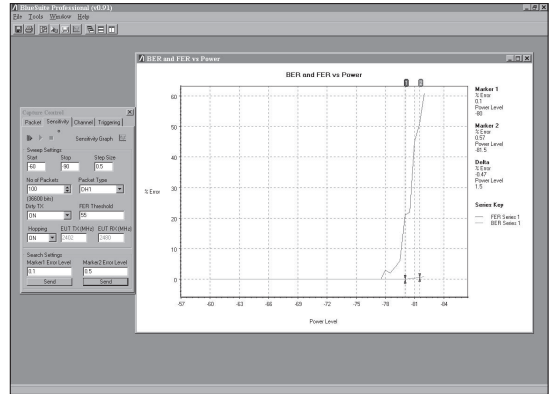 BlueSuite Professional (v0.91)
File Tools Window Help
BER and FER vs Power
BER and FER vs Power
Capture Control
Packet Sensitivity Channel Triggering
Sensitivity Graph
Sweep Settings
Start Stop Step Size
-60 -90 0.5
No of Packets Packet Type
100 DH1
(36600 bits)
Dirty TX FER Threshold
ON 55
Hopping EUT TX (MHz) EUT RX (MHz)
ON 2402 2480
Search Settings
Marker1 Error Level Marker2 Error Level
0.1 0.5
Send Send
% Error
60
50
40
30
20
10
0
-57 -60 -63 -66 -69 -72 -75 -78 -81 -84
Power Level
Marker 1
% Error
0.1
Power Level
-80
Marker 2
% Error
0.57
Power Level
-81.5
Delta
% Error
-0.47
Power Level
1.5
Series Key
FER Series 1
BER Series 1